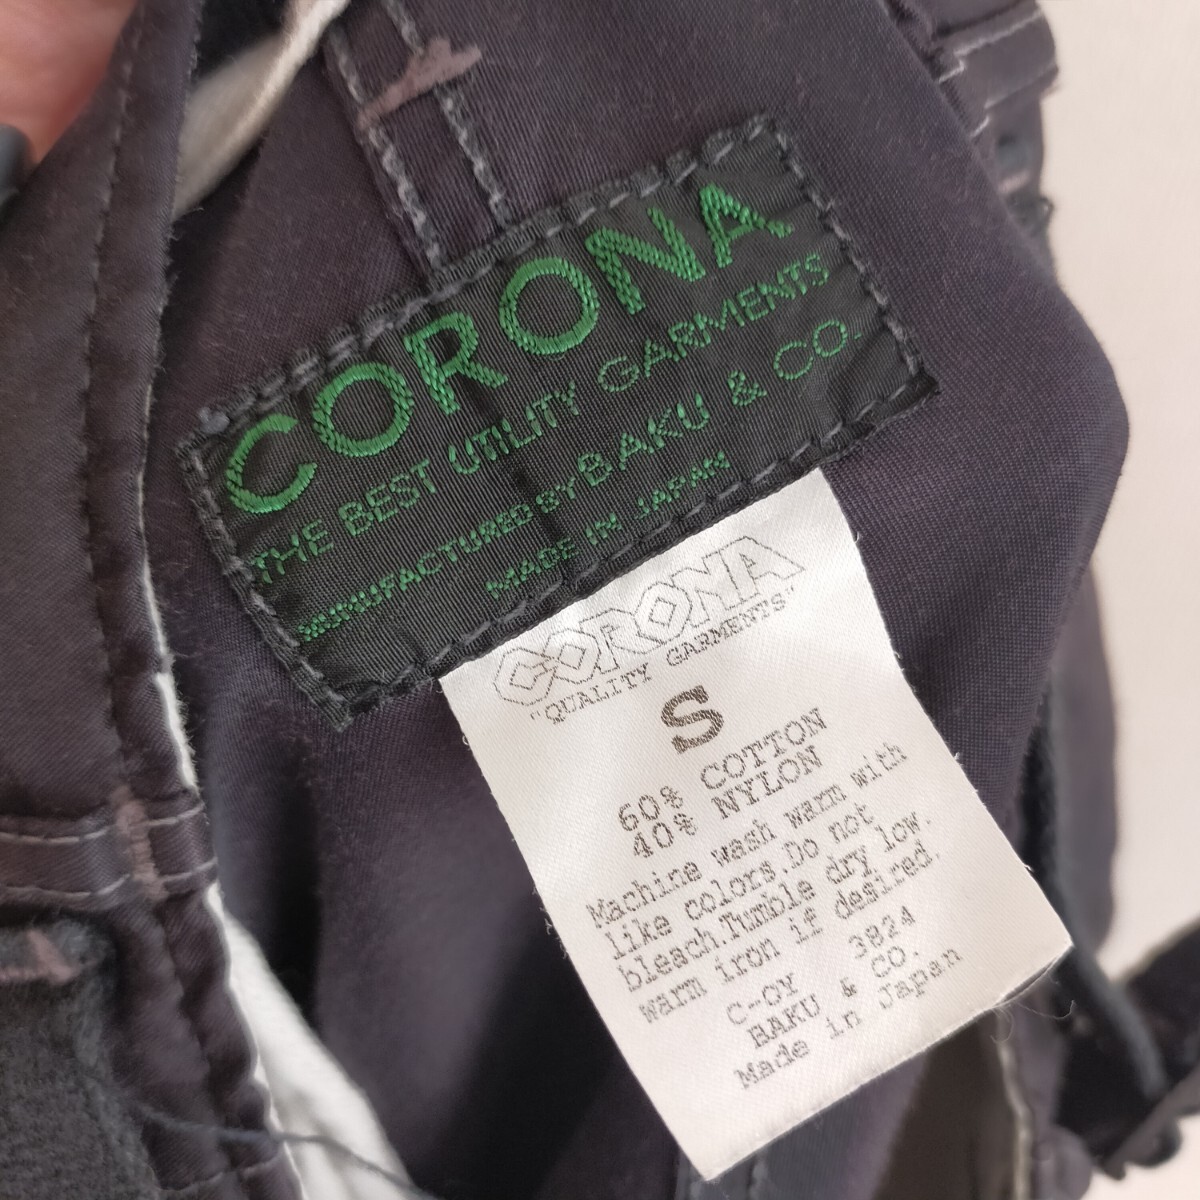 CORONA
THE BEST UTILITY GARMENTS
MANUFACTURED BY BAKU & CO.
MADE IN JAPAN
CORONA
"QUALITY GARMENTS"
S
60% COTTON
40% NYLON
Machine wash warm with
like colors.Do not
bleach.Tumble dry low.
warm iron if desired.
C-OY 3824
BAKU & CO.
Made in Japan